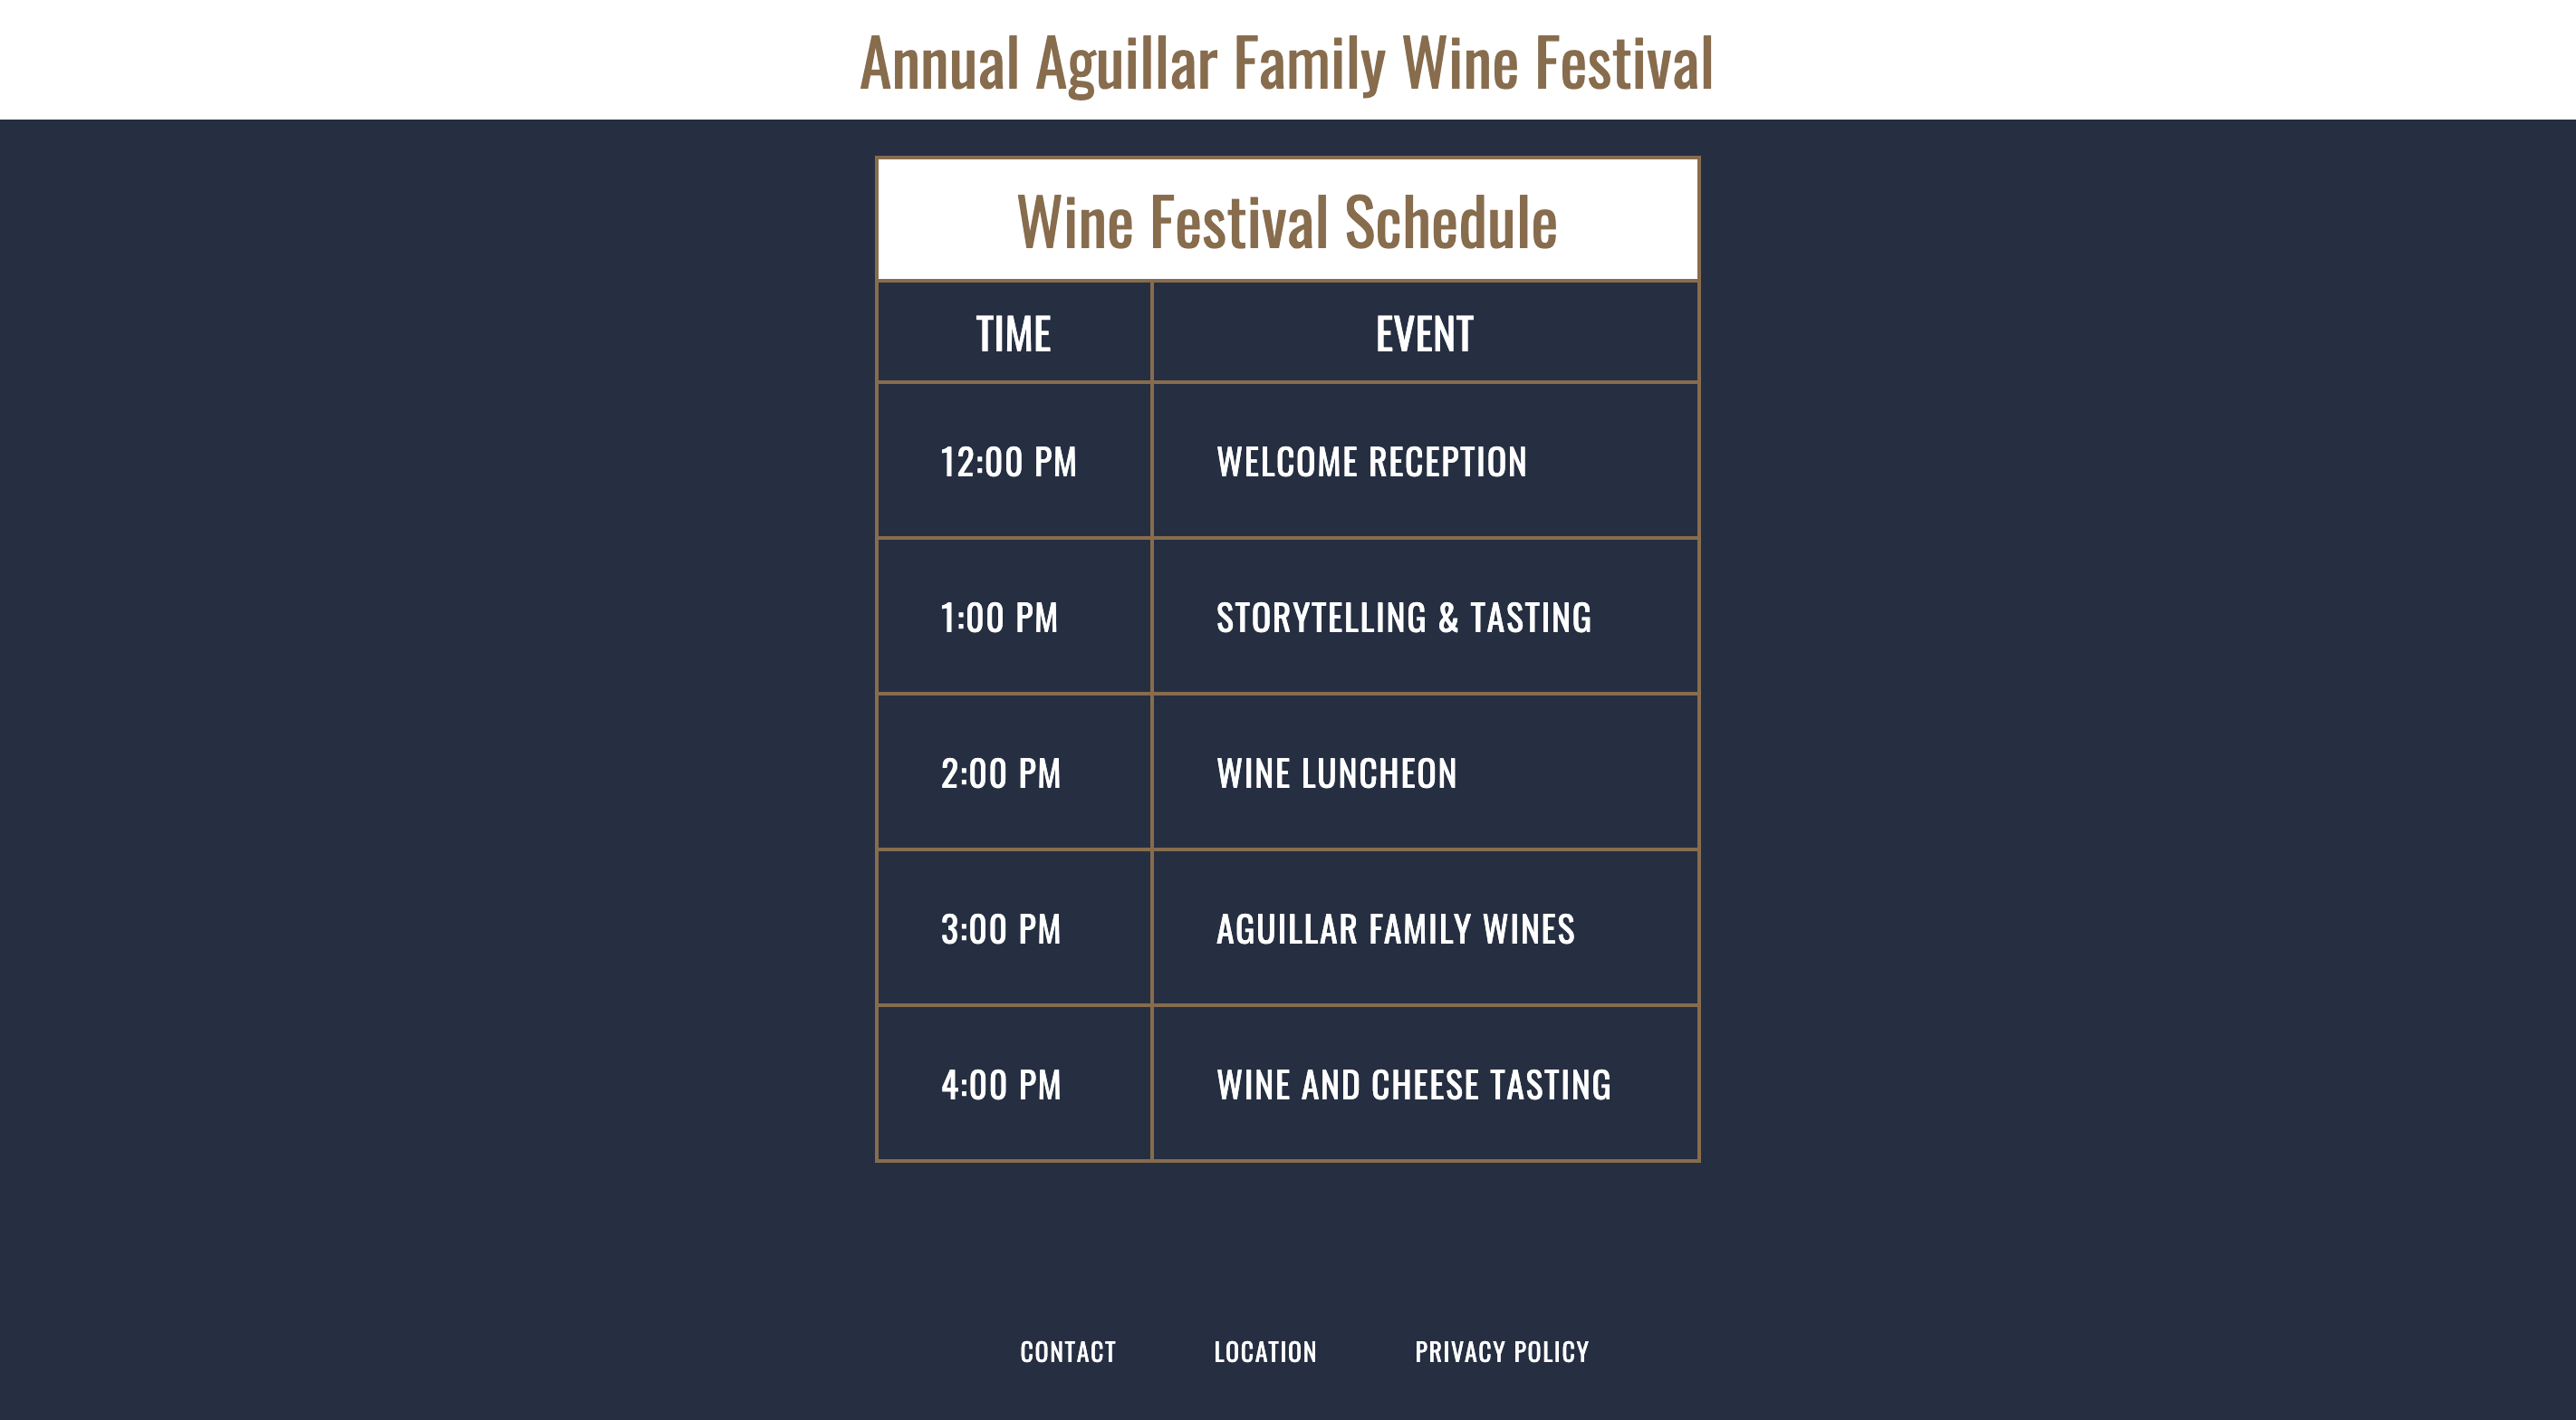 Annual Aguillar Family Wine Festival
Wine Festival Schedule
TIME EVENT
12:00 PM WELCOME RECEPTION
1:00 PM STORYTELLING & TASTING
2:00 PM WINE LUNCHEON
3:00 PM AGUILLAR FAMILY WINES
4:00 PM WINE AND CHEESE TASTING
CONTACT LOCATION PRIVACY POLICY